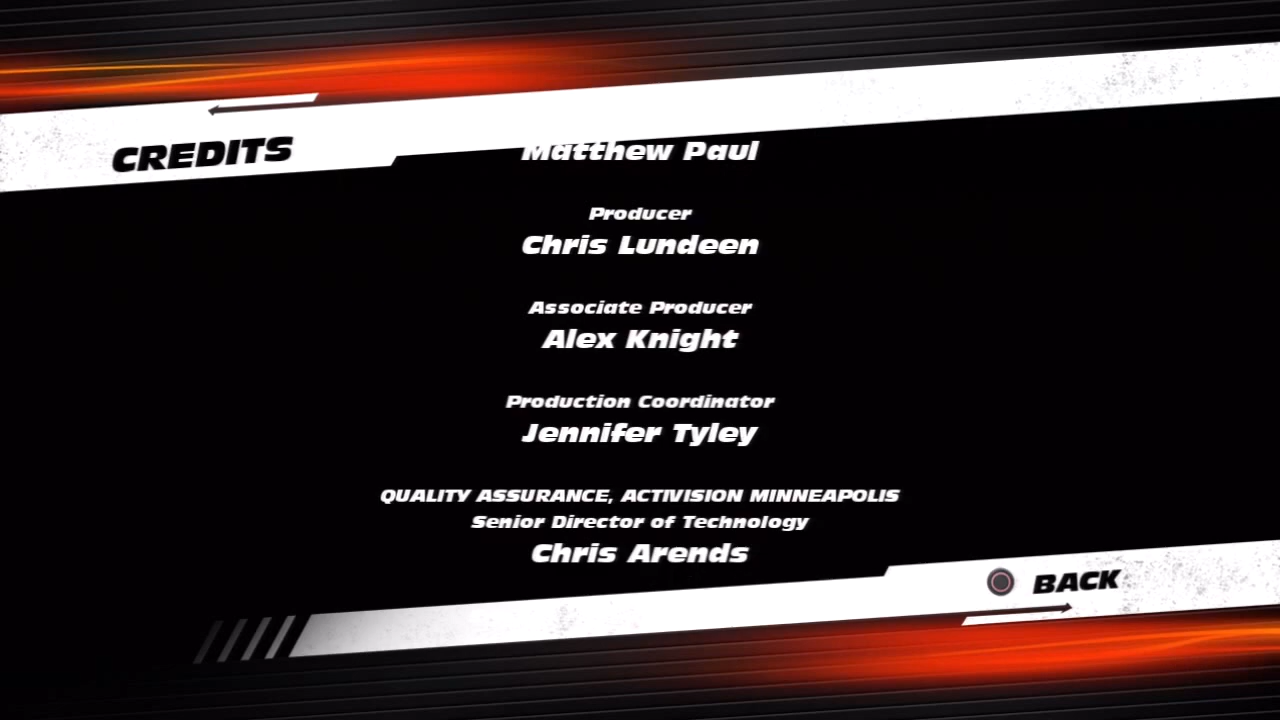 CREDITS
Matthew Paul
Producer
Chris Lundeen
Associate Producer
Alex Knight
Production Coordinator
Jennifer Tyley
QUALITY ASSURANCE, ACTIVISION MINNEAPOLIS
Senior Director of Technology
Chris Arends
BACK